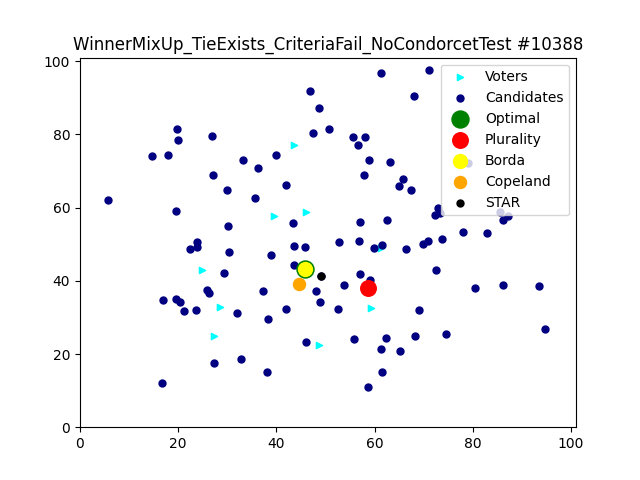 WinnerMixUp_TieExists_CriteriaFail_NoCondorcetTest #10388
100
80
60
40
20
0
0 20 40 60 80 100
Voters
Candidates
Optimal
Plurality
Borda
Copeland
STAR